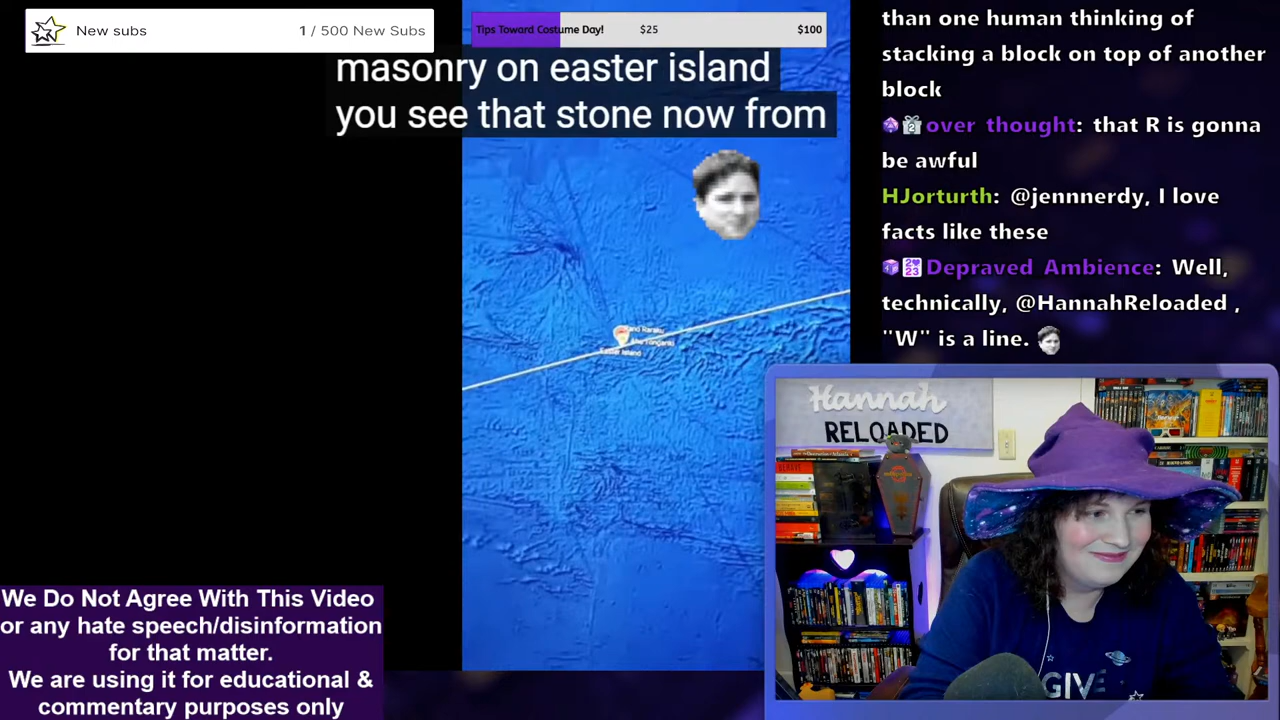 New subs
1 / 500 New Subs
Tips Toward Costume Day!
$25
$100
masonry on easter island
you see that stone now from
than one human thinking of
stacking a block on top of another
block
over thought: that R is gonna
be awful
HJorturth: @jennnerdy, I love
facts like these
2023 Depraved Ambience: Well,
technically, @HannahReloaded ,
"W" is a line.
Easter Island
Hannah
RELOADED
We Do Not Agree With This Video
or any hate speech/disinformation
for that matter.
We are using it for educational &
commentary purposes only
GIVE